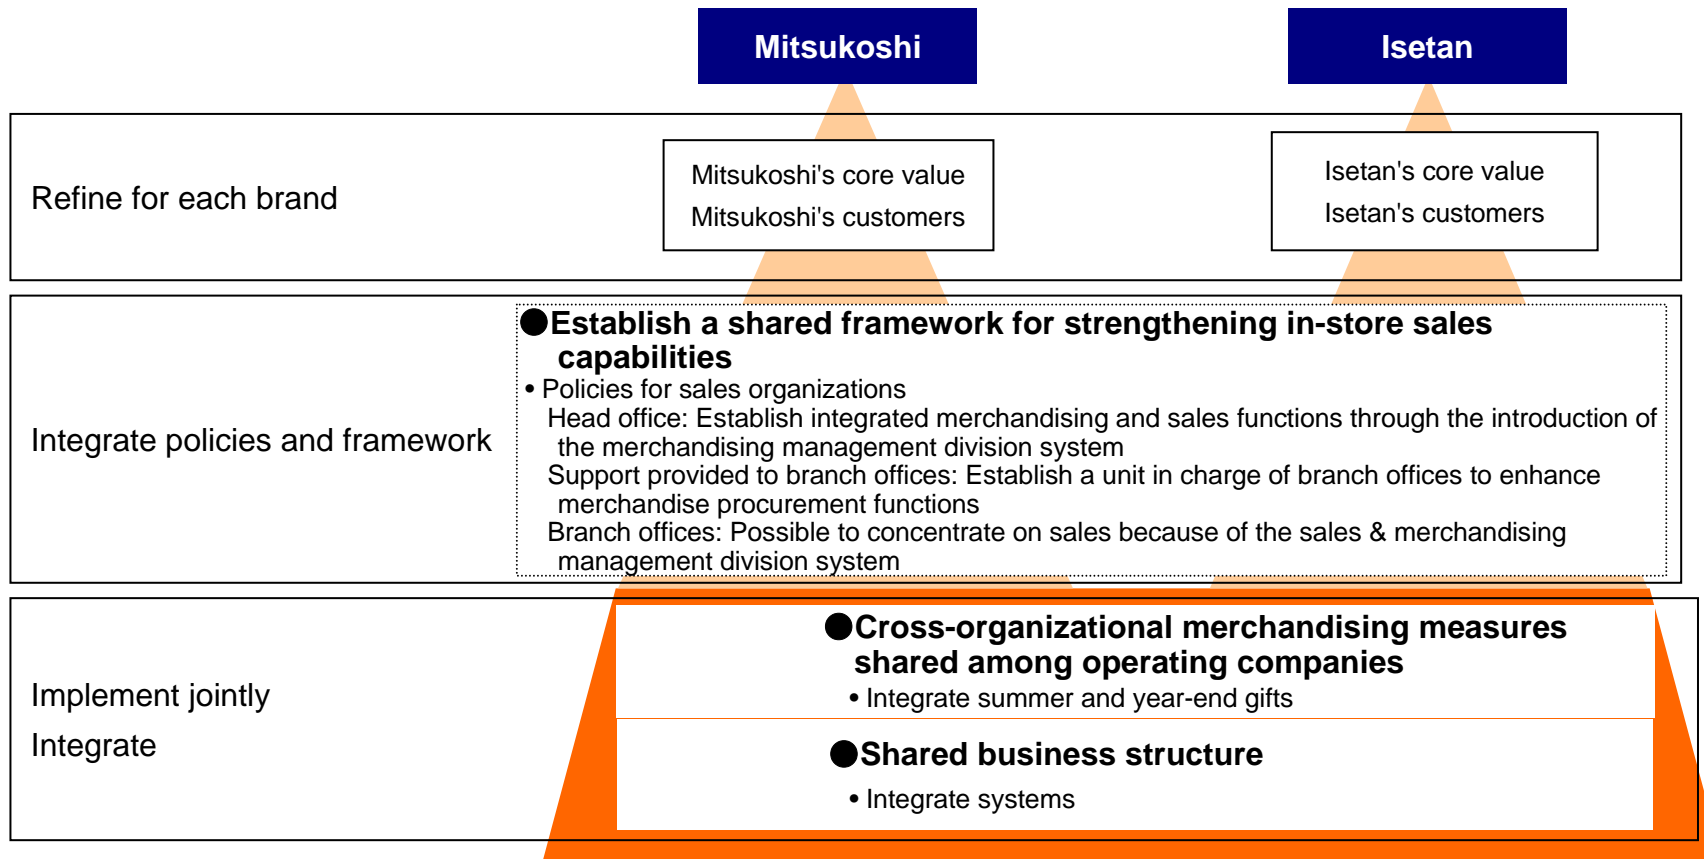 Mitsukoshi
Isetan
Refine for each brand
Mitsukoshi's core value
Mitsukoshi's customers
Isetan's core value
Isetan's customers
Integrate policies and framework
●Establish a shared framework for strengthening in-store sales
capabilities
• Policies for sales organizations
Head office: Establish integrated merchandising and sales functions through the introduction of
the merchandising management division system
Support provided to branch offices: Establish a unit in charge of branch offices to enhance
merchandise procurement functions
Branch offices: Possible to concentrate on sales because of the sales & merchandising
management division system
Implement jointly
Integrate
●Cross-organizational merchandising measures
shared among operating companies
• Integrate summer and year-end gifts
●Shared business structure
• Integrate systems